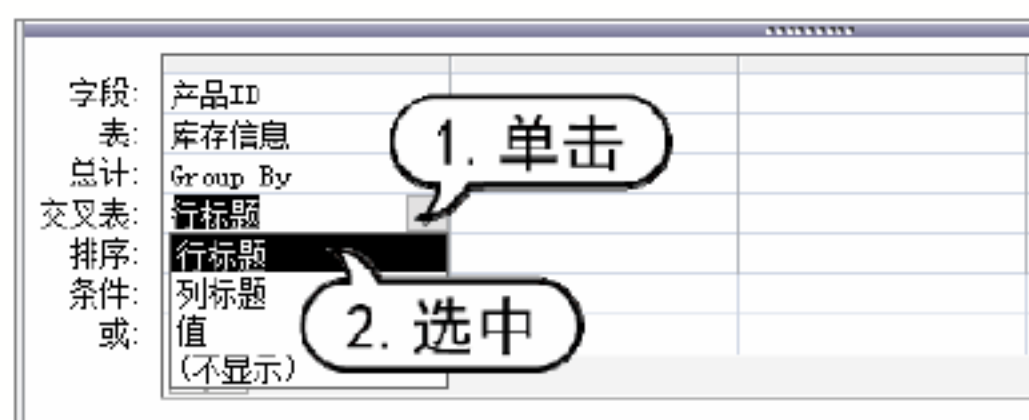 字段: 产品ID
表: 库存信息
1. 单击
总计: Group By
交叉表: 行标题
排序: 行标题
条件: 列标题
2. 选中
或: 值
(不显示)